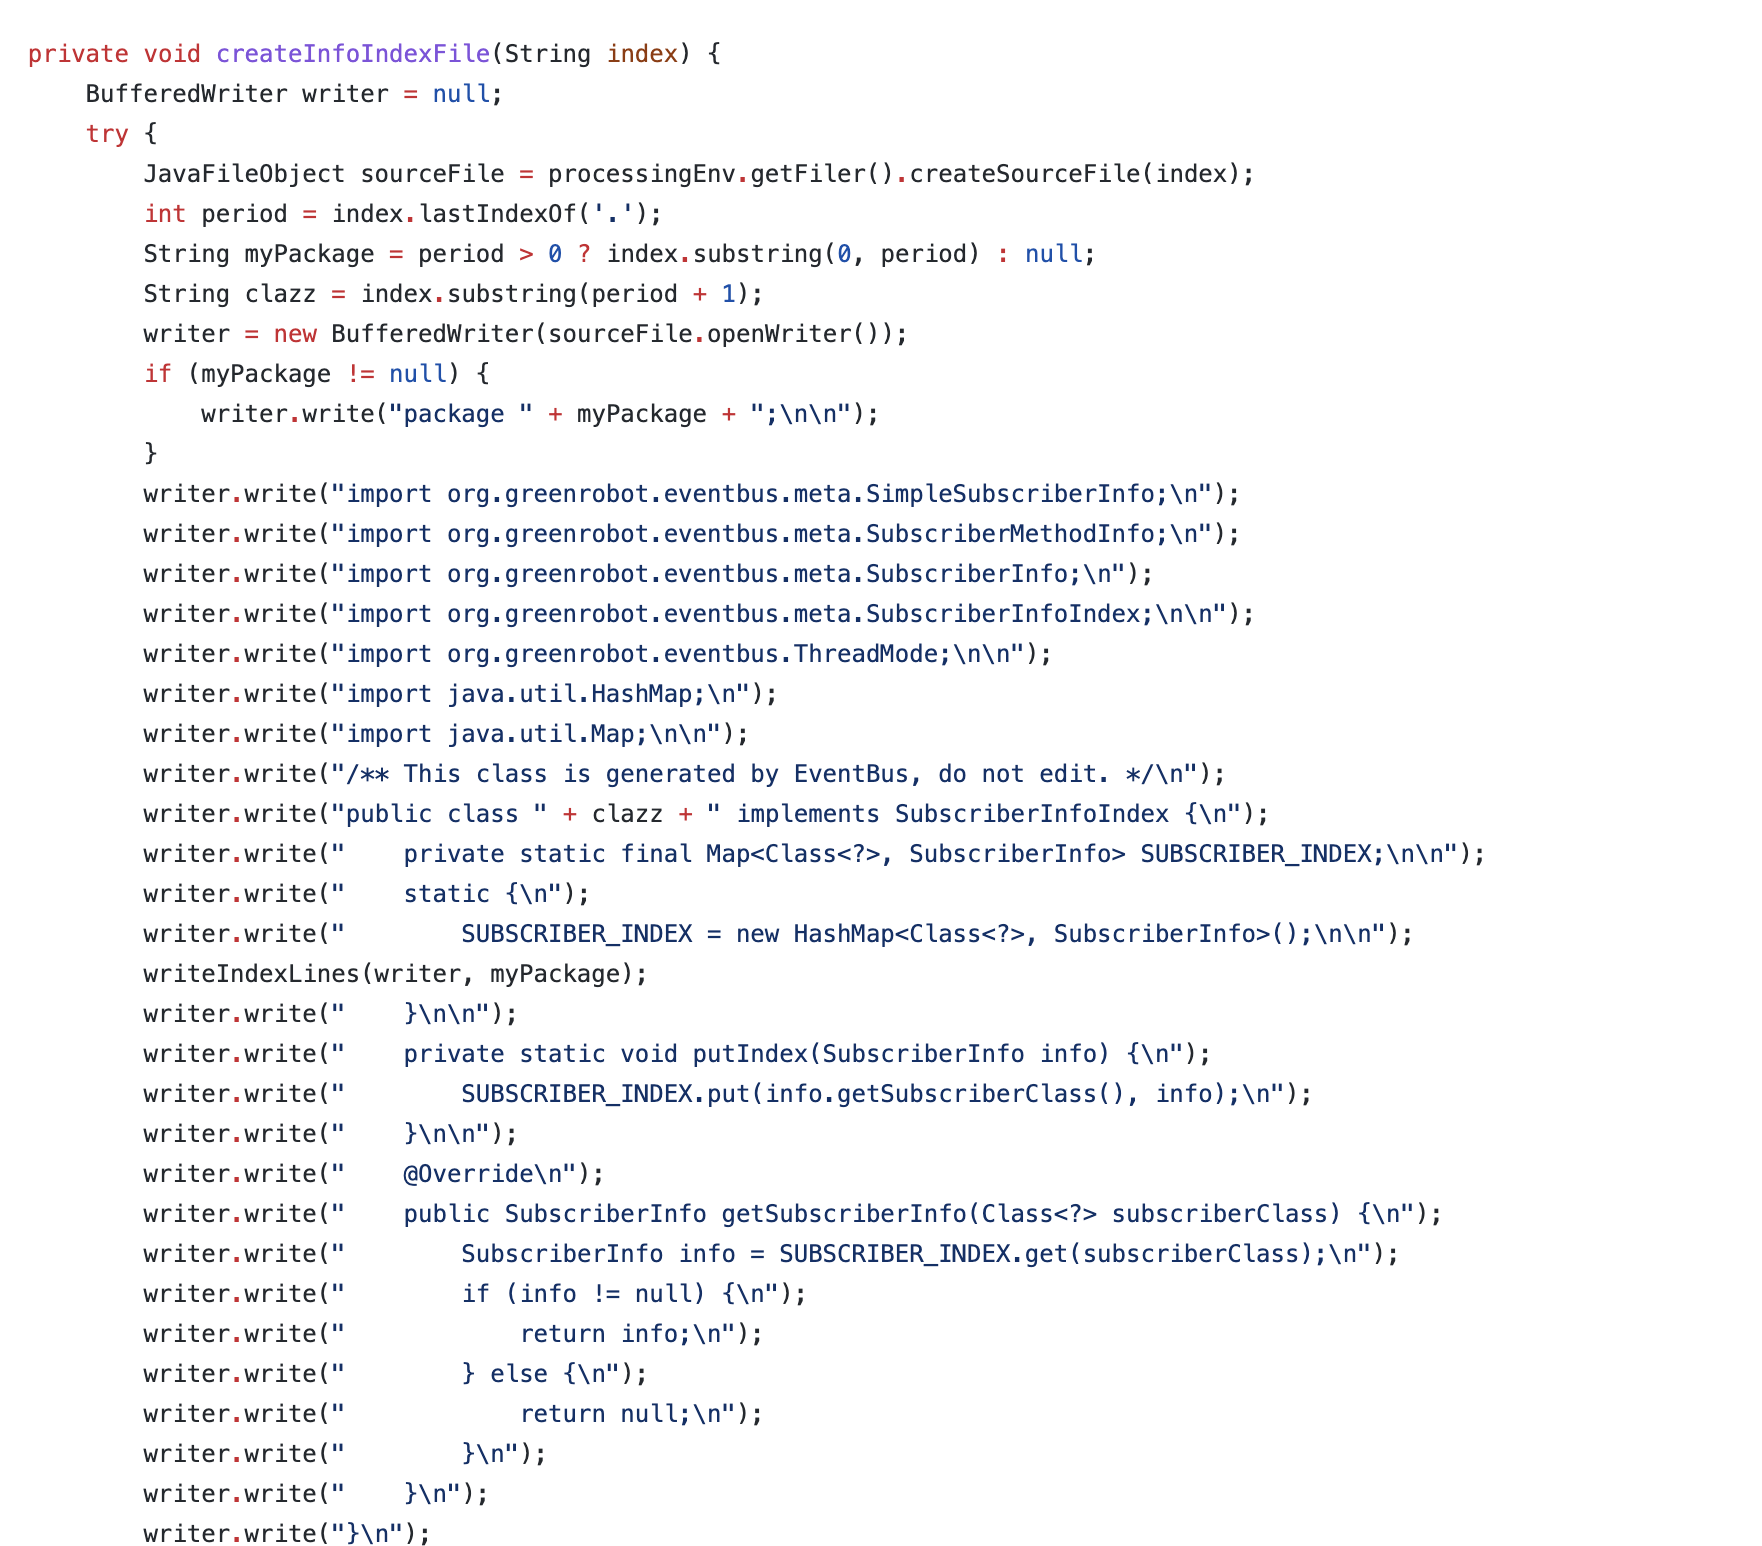 private void createInfoIndexFile(String index) {
    BufferedWriter writer = null;
    try {
        JavaFileObject sourceFile = processingEnv.getFiler().createSourceFile(index);
        int period = index.lastIndexOf('.');
        String myPackage = period > 0 ? index.substring(0, period) : null;
        String clazz = index.substring(period + 1);
        writer = new BufferedWriter(sourceFile.openWriter());
        if (myPackage != null) {
            writer.write("package " + myPackage + ";\n\n");
        }
        writer.write("import org.greenrobot.eventbus.meta.SimpleSubscriberInfo;\n");
        writer.write("import org.greenrobot.eventbus.meta.SubscriberMethodInfo;\n");
        writer.write("import org.greenrobot.eventbus.meta.SubscriberInfo;\n");
        writer.write("import org.greenrobot.eventbus.meta.SubscriberInfoIndex;\n\n");
        writer.write("import org.greenrobot.eventbus.ThreadMode;\n\n");
        writer.write("import java.util.HashMap;\n");
        writer.write("import java.util.Map;\n\n");
        writer.write("/** This class is generated by EventBus, do not edit. */\n");
        writer.write("public class " + clazz + " implements SubscriberInfoIndex {\n");
        writer.write("    private static final Map<Class<?>, SubscriberInfo> SUBSCRIBER_INDEX;\n\n");
        writer.write("    static {\n");
        writer.write("        SUBSCRIBER_INDEX = new HashMap<Class<?>, SubscriberInfo>();\n\n");
        writeIndexLines(writer, myPackage);
        writer.write("    }\n\n");
        writer.write("    private static void putIndex(SubscriberInfo info) {\n");
        writer.write("        SUBSCRIBER_INDEX.put(info.getSubscriberClass(), info);\n");
        writer.write("    }\n\n");
        writer.write("    @Override\n");
        writer.write("    public SubscriberInfo getSubscriberInfo(Class<?> subscriberClass) {\n");
        writer.write("        SubscriberInfo info = SUBSCRIBER_INDEX.get(subscriberClass);\n");
        writer.write("        if (info != null) {\n");
        writer.write("            return info;\n");
        writer.write("        } else {\n");
        writer.write("            return null;\n");
        writer.write("        }\n");
        writer.write("    }\n");
        writer.write("}\n");